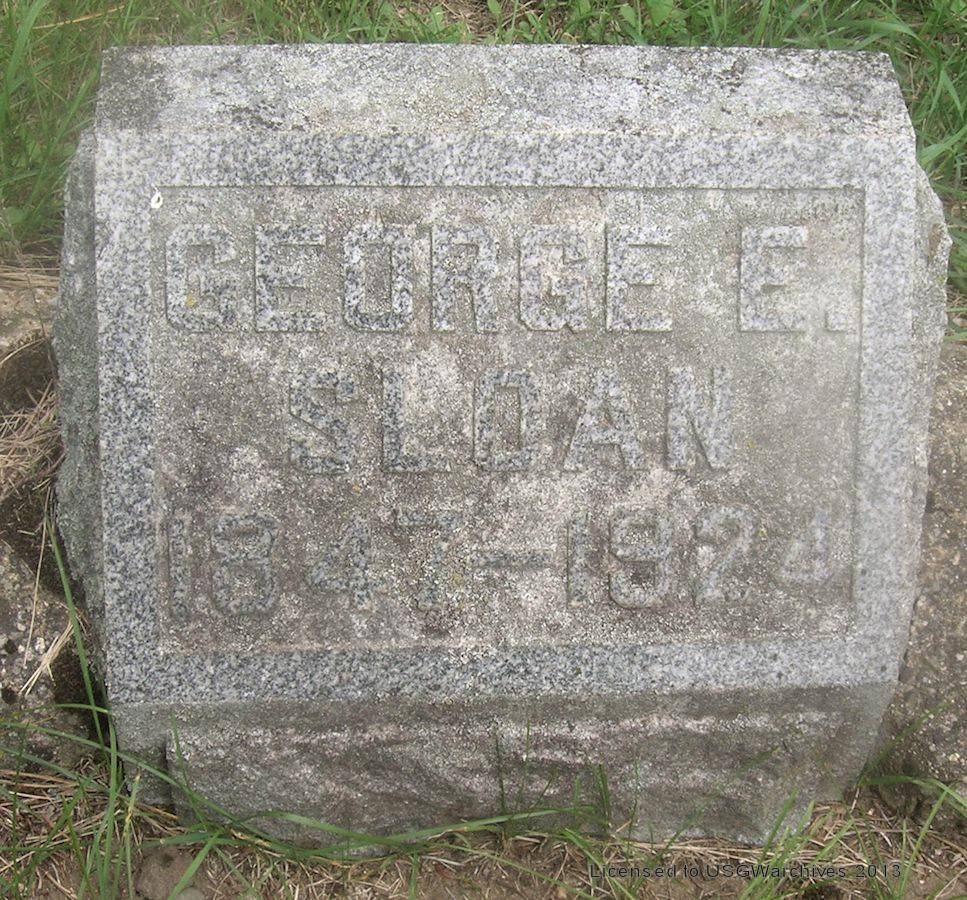 GEORGE E.
SLOAN
1847-1924
Licensed to USGWarchives 2013